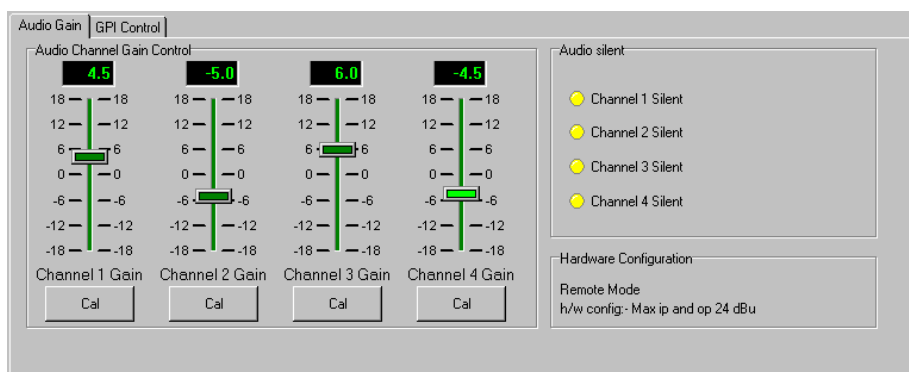 Audio Gain GPI Control
Audio Channel Gain Control
4.5 -5.0 6.0 -4.5
18 18 18 18 18 18 18 18
12 12 12 12 12 12 12 12
6 6 6 6 6 6 6 6
0 0 0 0 0 0 0 0
-6 -6 -6 -6 -6 -6 -6 -6
-12 -12 -12 -12 -12 -12 -12 -12
-18 -18 -18 -18 -18 -18 -18 -18
Channel 1 Gain Channel 2 Gain Channel 3 Gain Channel 4 Gain
Cal Cal Cal Cal
Audio silent
Channel 1 Silent
Channel 2 Silent
Channel 3 Silent
Channel 4 Silent
Hardware Configuration
Remote Mode
h/w config:- Max ip and op 24 dBu